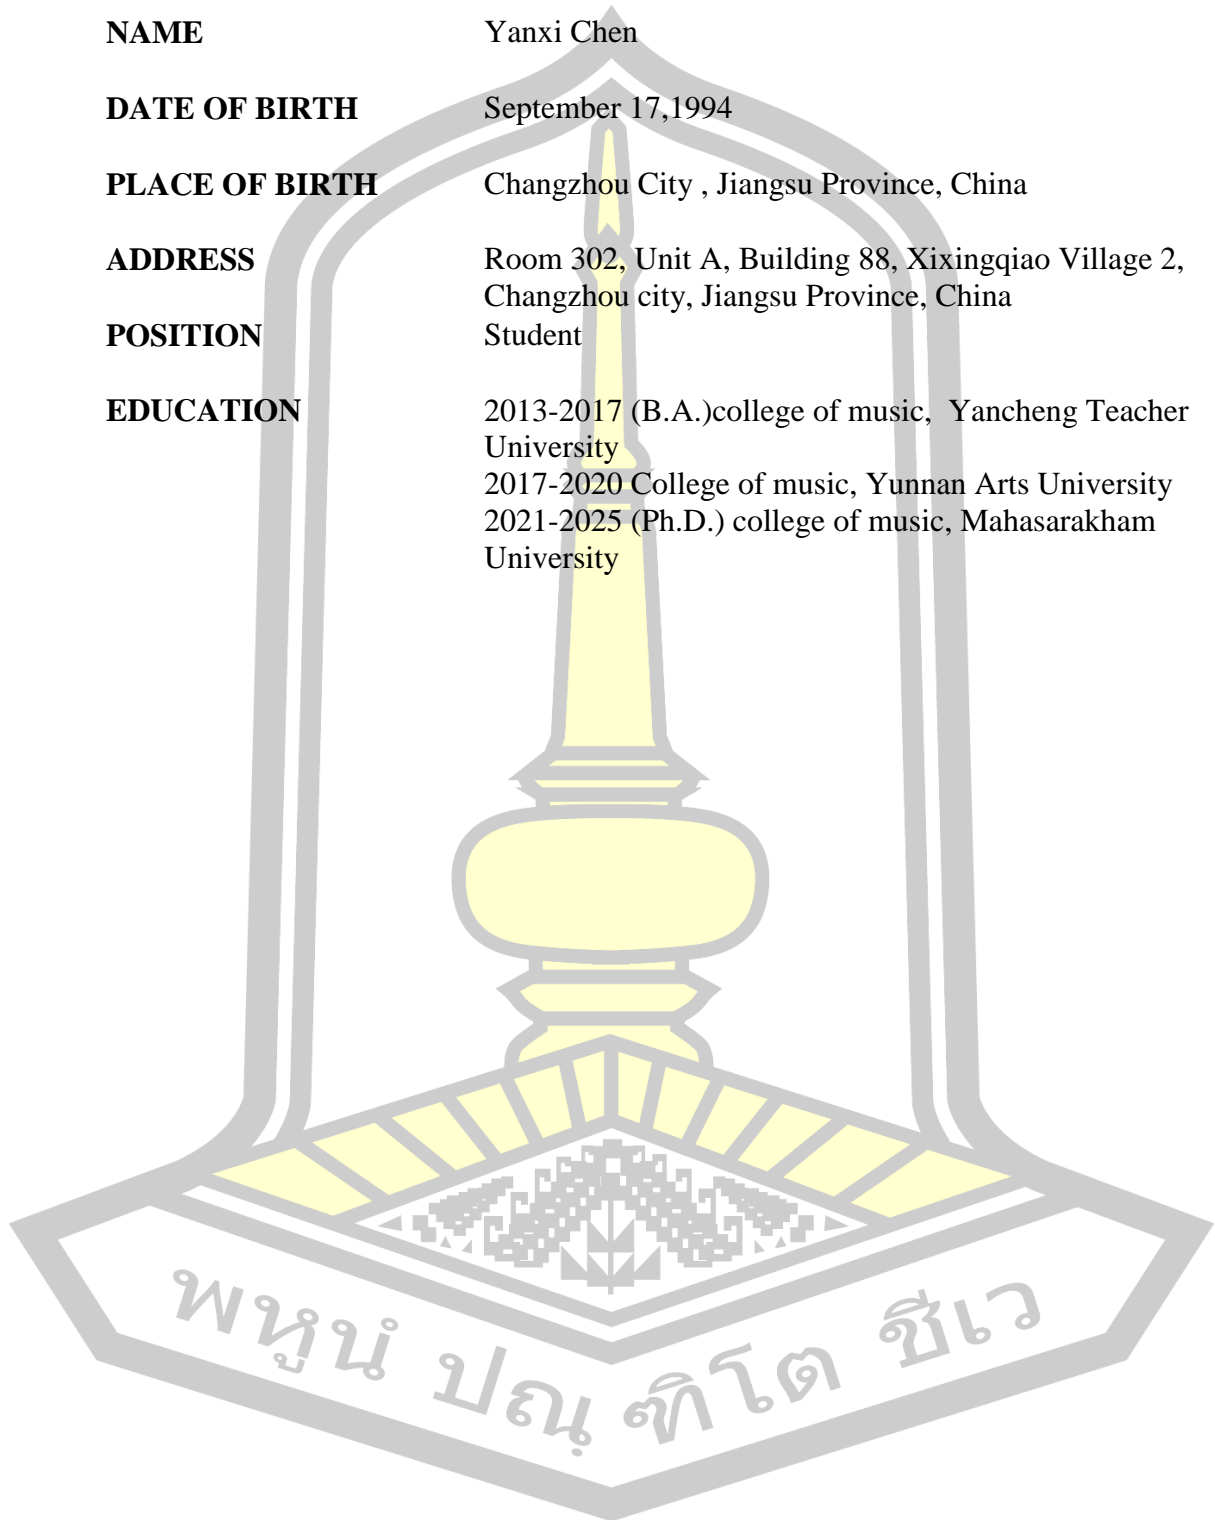 NAME Yanxi Chen
DATE OF BIRTH September 17,1994
PLACE OF BIRTH Changzhou City , Jiangsu Province, China
ADDRESS Room 302, Unit A, Building 88, Xixingqiao Village 2,
Changzhou city, Jiangsu Province, China
POSITION Student
EDUCATION 2013-2017 (B.A.)college of music, Yancheng Teacher
University
2017-2020 College of music, Yunnan Arts University
2021-2025 (Ph.D.) college of music, Mahasarakham
University
พหูนํ ปณฺฑิโต ชีเว